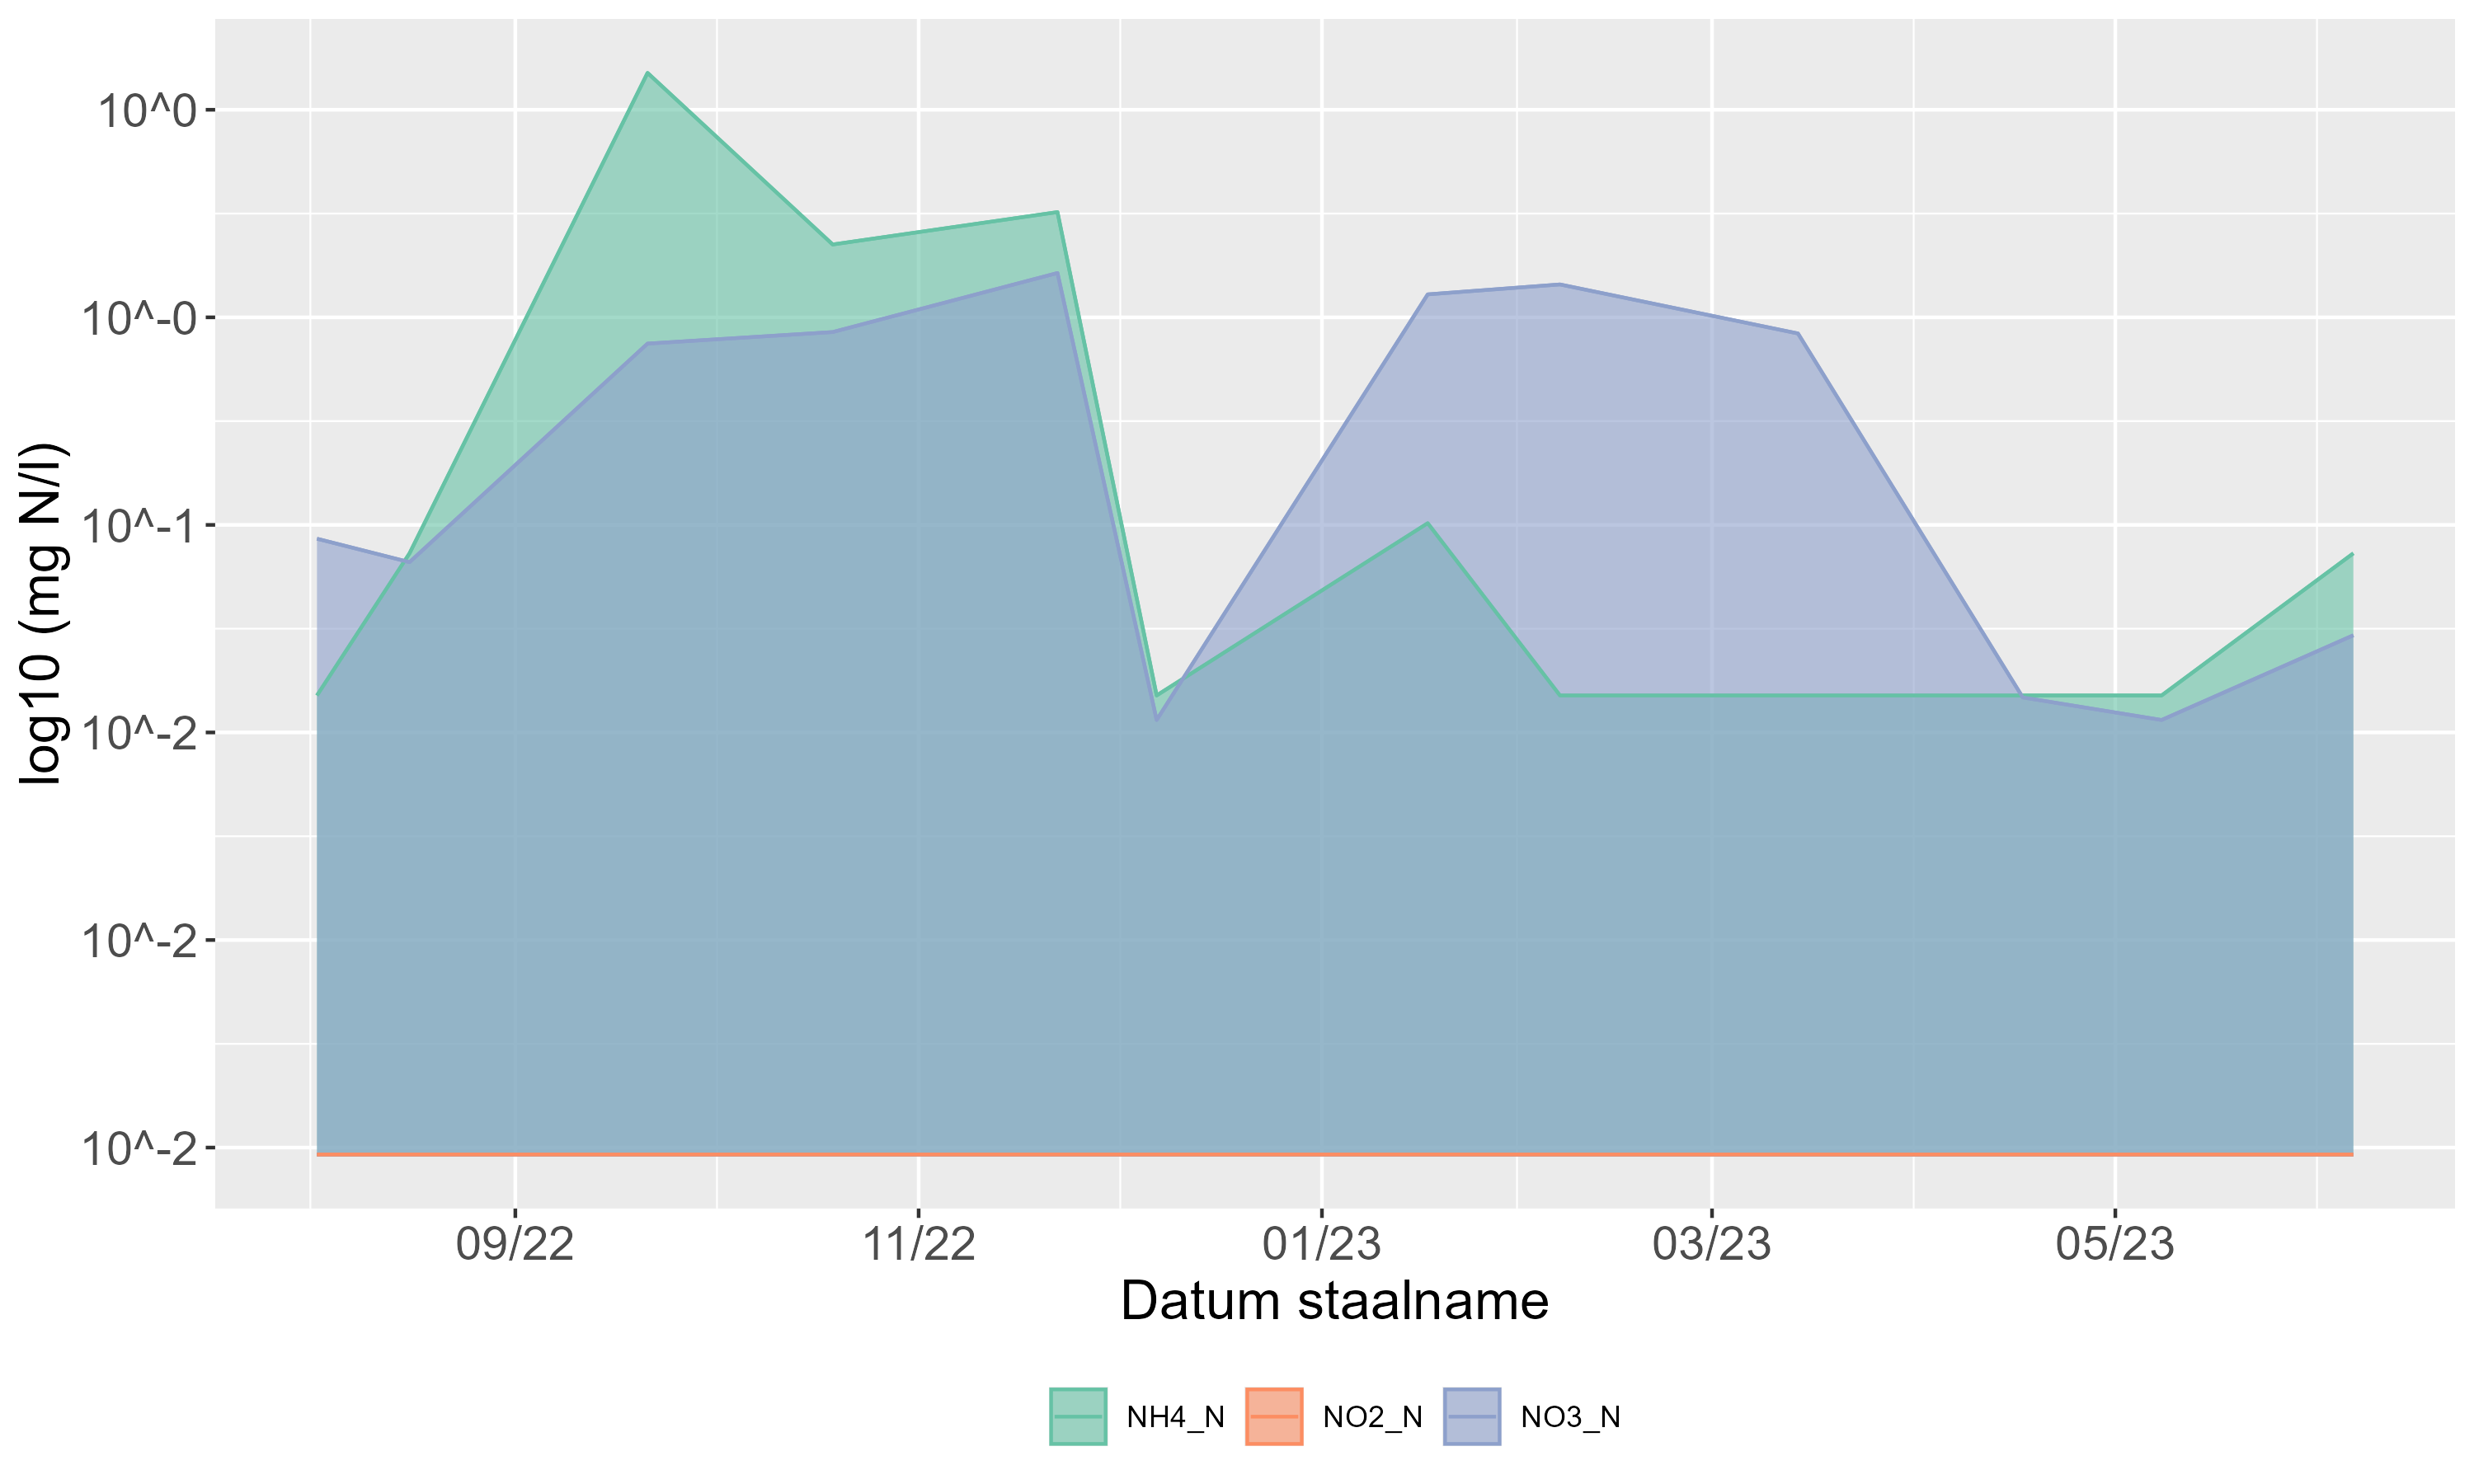 log10 (mg N/l)
10^0
10^-0
10^-1
10^-2
10^-2
10^-2
09/22 11/22 01/23 03/23 05/23
Datum staalname
NH4_N NO2_N NO3_N